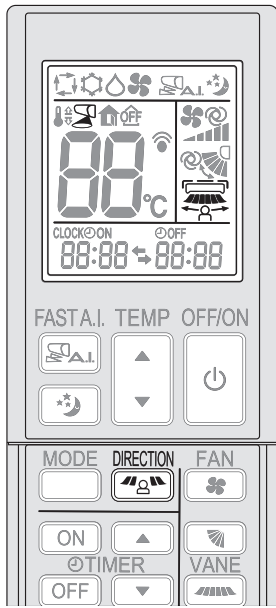 A.I.
OFF
88
°C
CLOCK ON OFF
88:88 88:88
FAST A.I. TEMP OFF/ON
A.I.
MODE DIRECTION FAN
ON
TIMER VANE
OFF